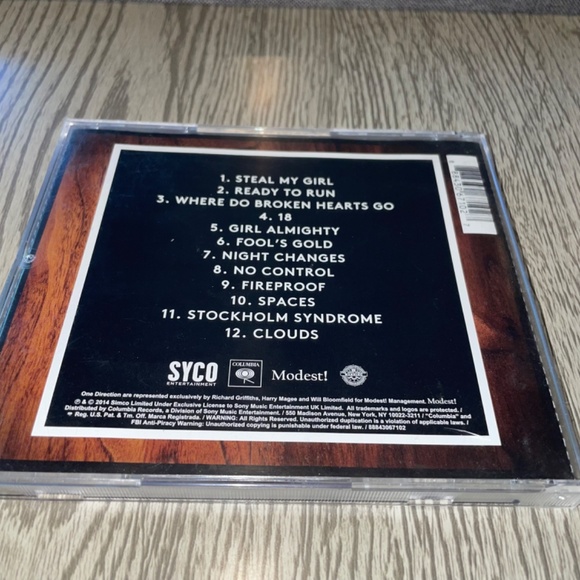 1. STEAL MY GIRL
2. READY TO RUN
3. WHERE DO BROKEN HEARTS GO
4. 18
5. GIRL ALMIGHTY
6. FOOL'S GOLD
7. NIGHT CHANGES
8. NO CONTROL
9. FIREPROOF
10. SPACES
11. STOCKHOLM SYNDROME
12. CLOUDS
SYCO
ENTERTAINMENT
COLUMBIA
Modest!
One Direction are represented exclusively by Richard Griffiths, Harry Magee and Will Bloomfield for Modest! Management. Modest!
℗ & © 2014 Simco Limited Under Exclusive License to Sony Music Entertainment UK Limited. All trademarks and logos are protected. /
Distributed by Columbia Records, a Division of Sony Music Entertainment. / 550 Madison Avenue, New York, NY 10022-3211 / "Columbia" and
Reg. U.S. Pat. & Tm. Off. Marca Registrada. / WARNING: All Rights Reserved. Unauthorized duplication is a violation of applicable laws. /
FBI Anti-Piracy Warning: Unauthorized copying is punishable under federal law. / 88843067102